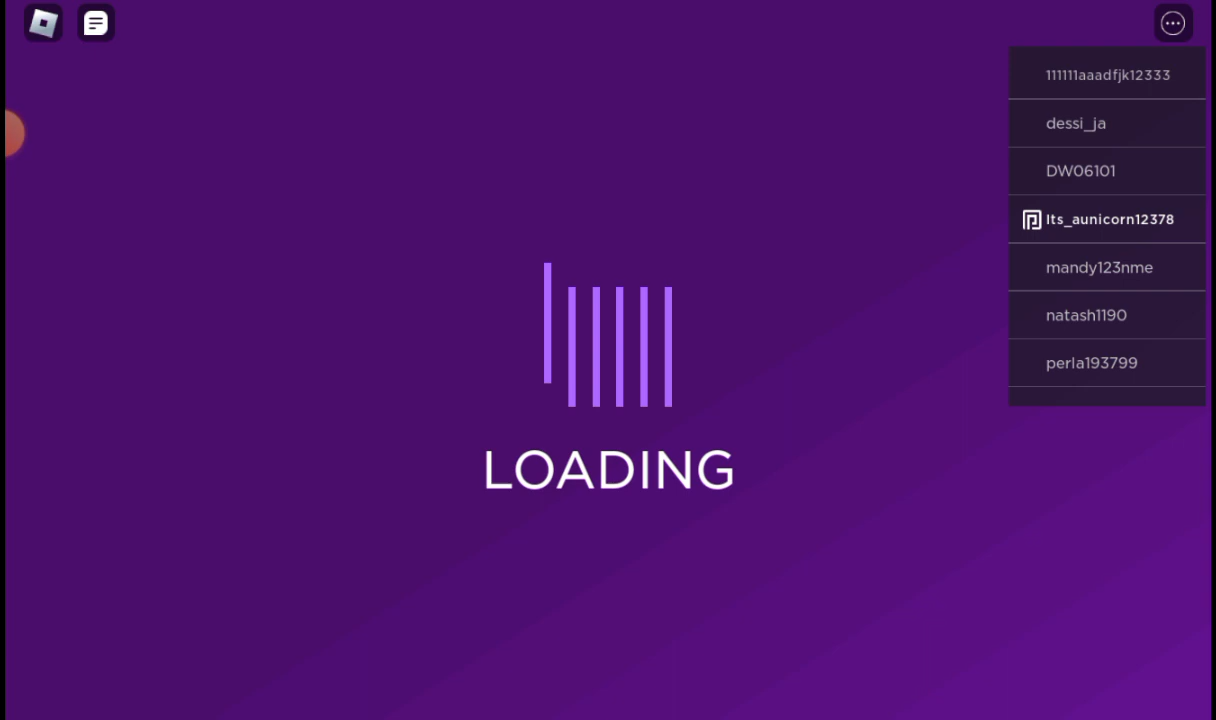 111111aaadfjk12333
dessi_ja
DW06101
Its_aunicorn12378
mandy123nme
natash1190
perla193799
LOADING